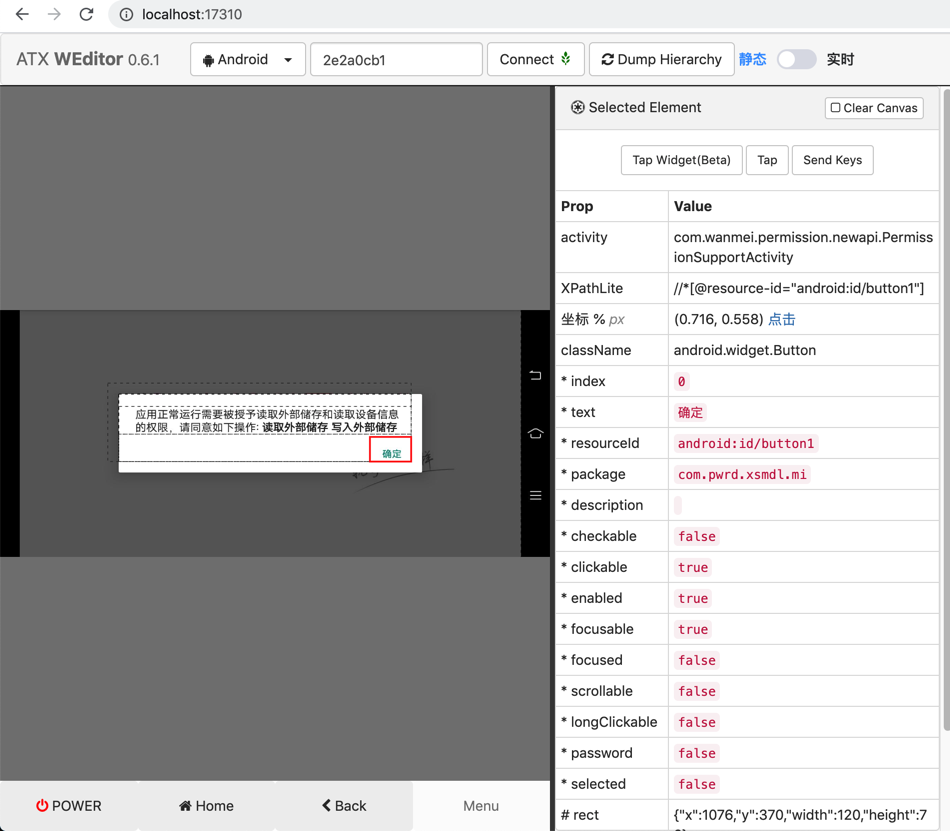 localhost:17310
ATX WEditor 0.6.1
Android
2e2a0cb1
Connect
Dump Hierarchy
静态
实时
Selected Element
Clear Canvas
Tap Widget(Beta)
Tap
Send Keys
Prop Value
activity com.wanmei.permission.newapi.Permiss
ionSupportActivity
XPathLite //*[@resource-id="android:id/button1"]
坐标 % px (0.716, 0.558) 点击
className android.widget.Button
* index 0
* text 确定
* resourceId android:id/button1
* package com.pwrd.xsmdl.mi
* description
* checkable false
* clickable true
* enabled true
* focusable true
* focused false
* scrollable false
* longClickable false
* password false
* selected false
# rect {"x":1076,"y":370,"width":120,"height":7
应用正常运行需要被授予读取外部储存和读取设备信息
的权限，请同意如下操作: 读取外部储存 写入外部储存
确定
POWER
Home
Back
Menu